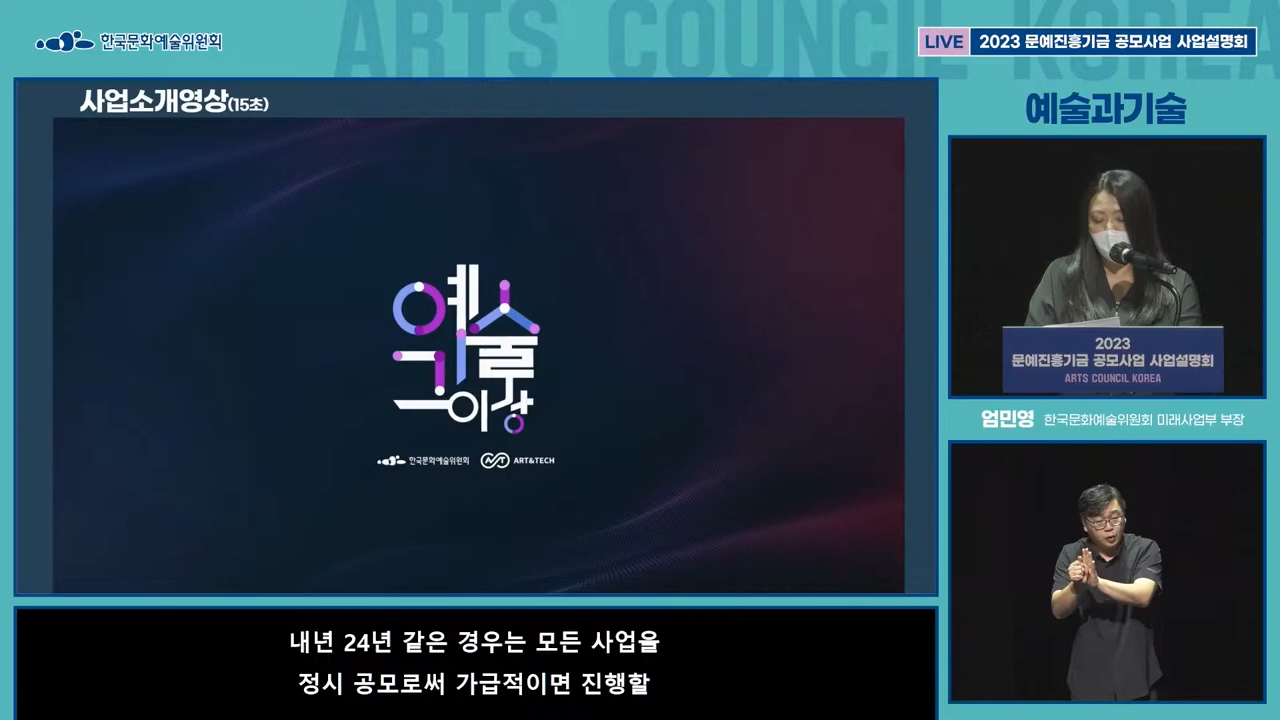 ARTS COUNCIL KOREA
한국문화예술위원회
LIVE 2023 문예진흥기금 공모사업 사업설명회
사업소개영상(15초)
예술과기술
예술
그 이상
한국문화예술위원회 ART&TECH
2023
문예진흥기금 공모사업 사업설명회
ARTS COUNCIL KOREA
엄민영 한국문화예술위원회 미래사업부 부장
내년 24년 같은 경우는 모든 사업을
정시 공모로써 가급적이면 진행할